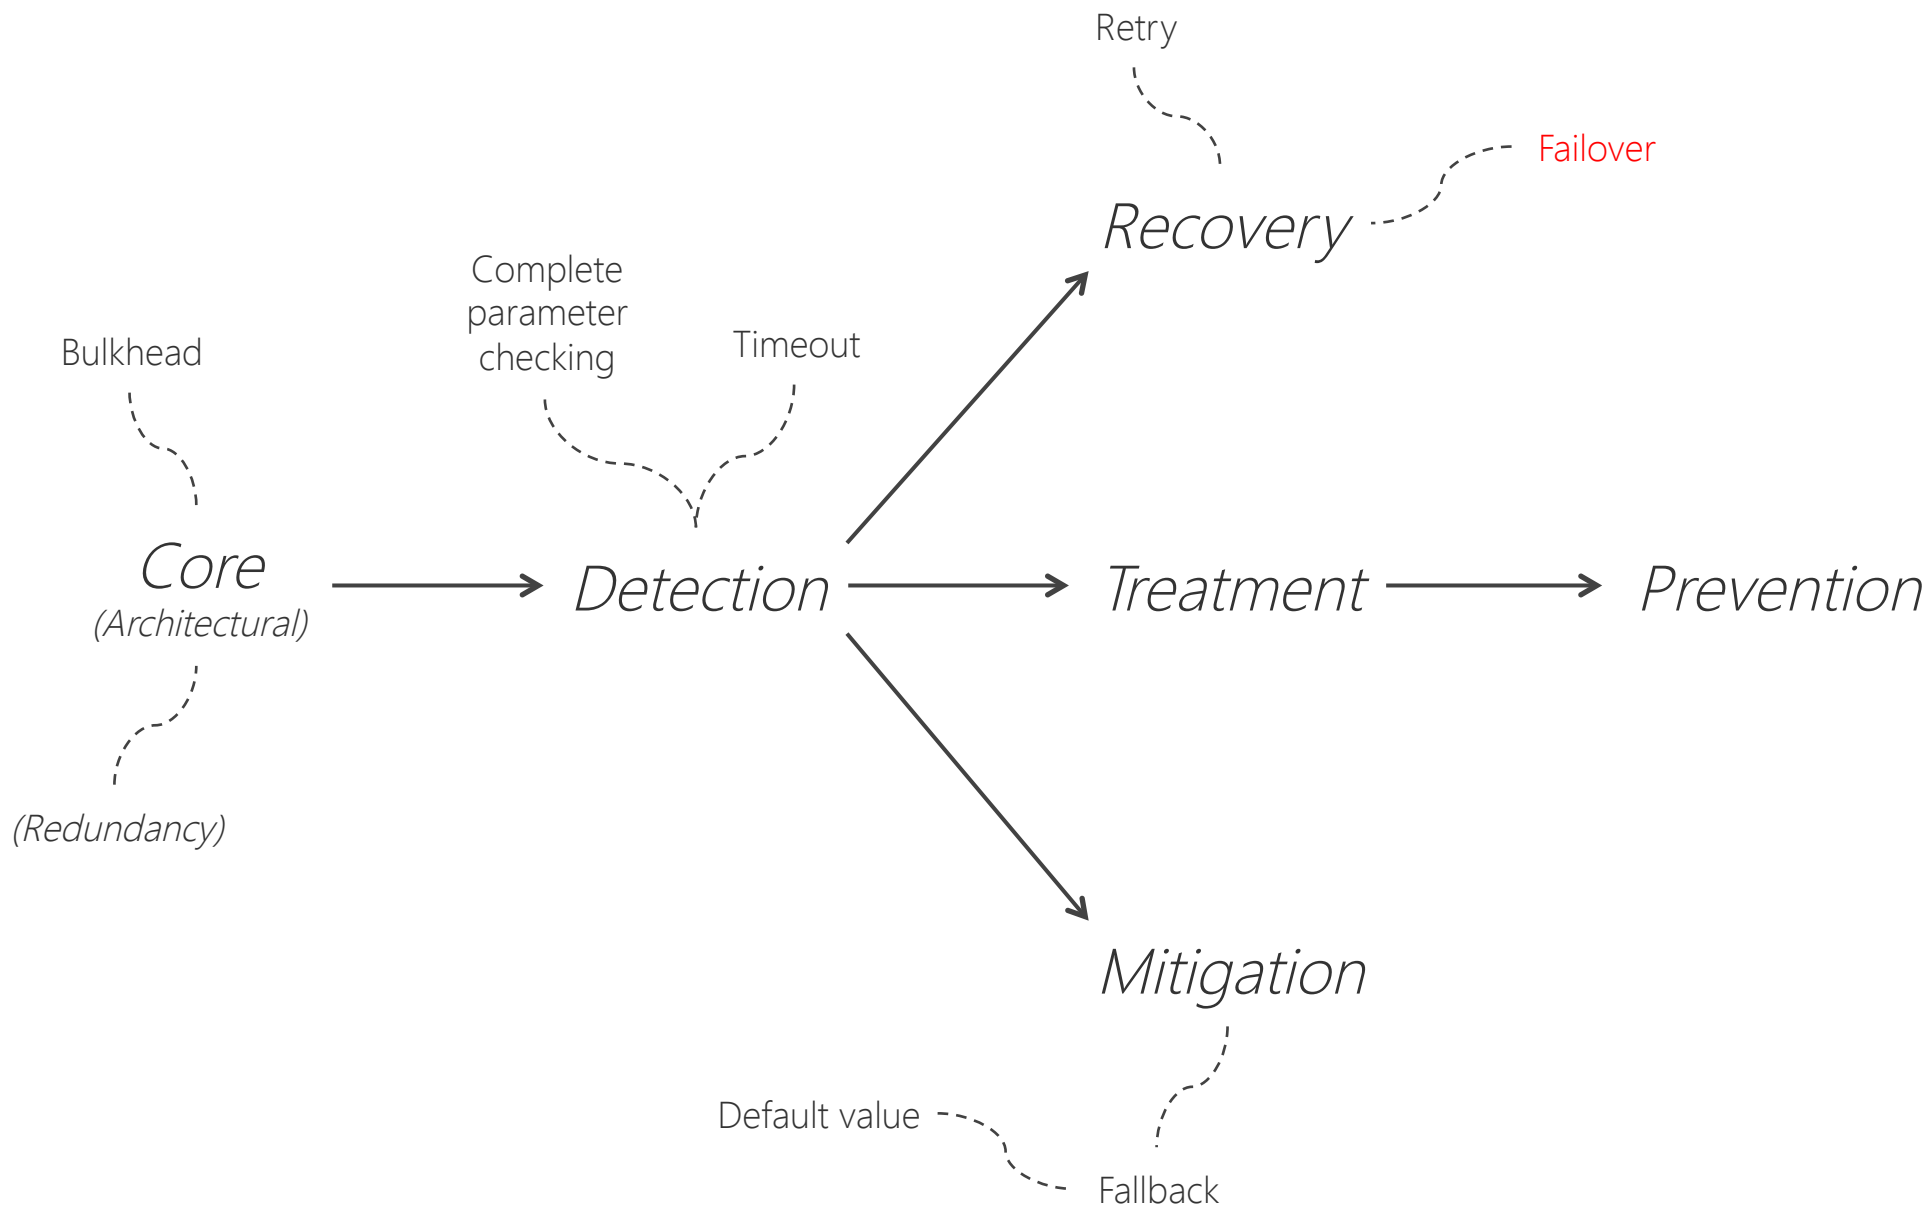 Retry
Failover
Recovery
Complete
parameter
checking
Timeout
Bulkhead
Core
(Architectural)
Detection
Treatment
Prevention
(Redundancy)
Mitigation
Default value
Fallback